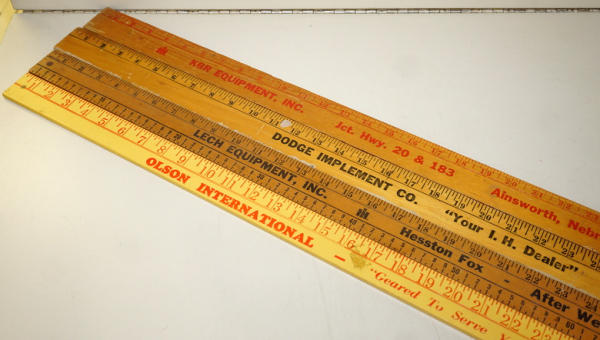 KBR EQUIPMENT, INC. Jct. Hwy. 20 & 183 Ainsworth, Nebr
DODGE IMPLEMENT CO. "Your I. H. Dealer"
LECH EQUIPMENT, INC. Hesston Fox - After We
OLSON INTERNATIONAL - "Geared To Serve